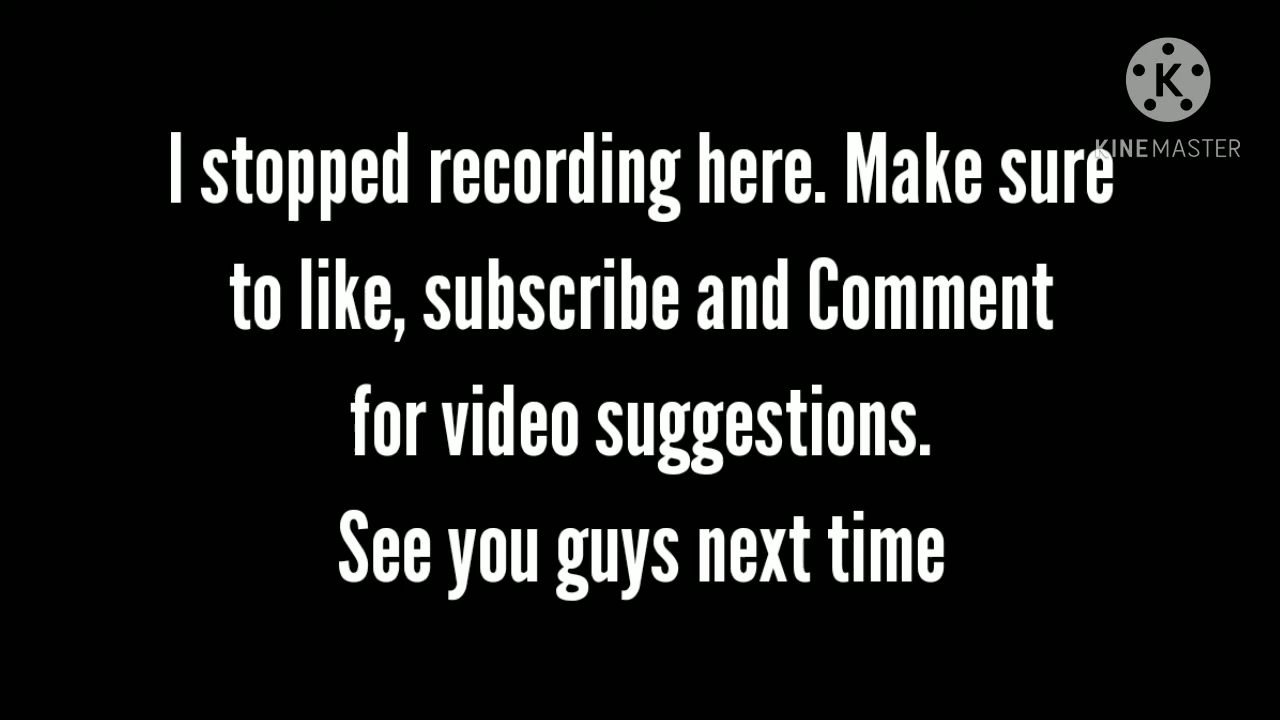 K
KINEMASTER
I stopped recording here. Make sure
to like, subscribe and Comment
for video suggestions.
See you guys next time